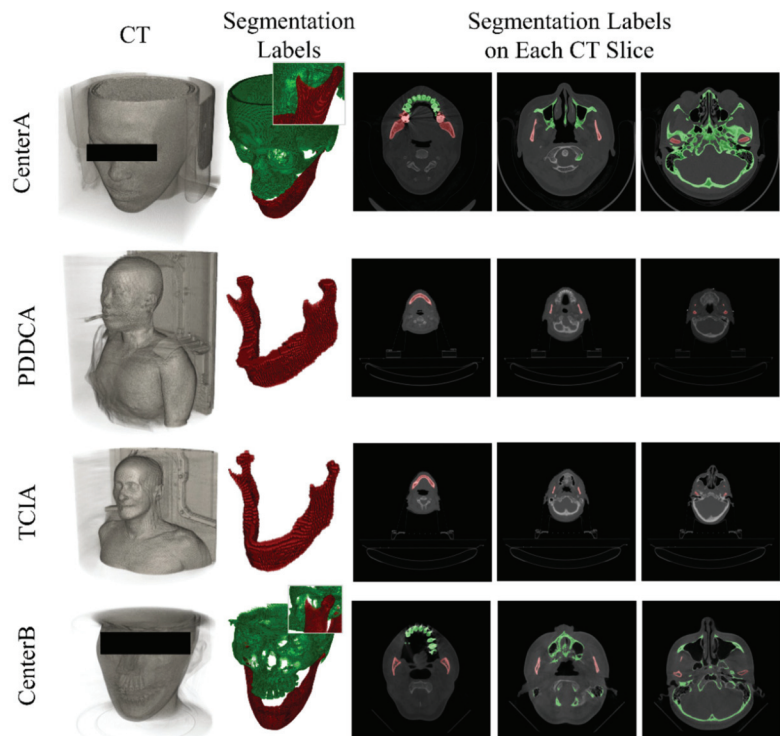 CT
Segmentation
Labels
Segmentation Labels
on Each CT Slice
CenterA
PDDCA
TCIA
CenterB